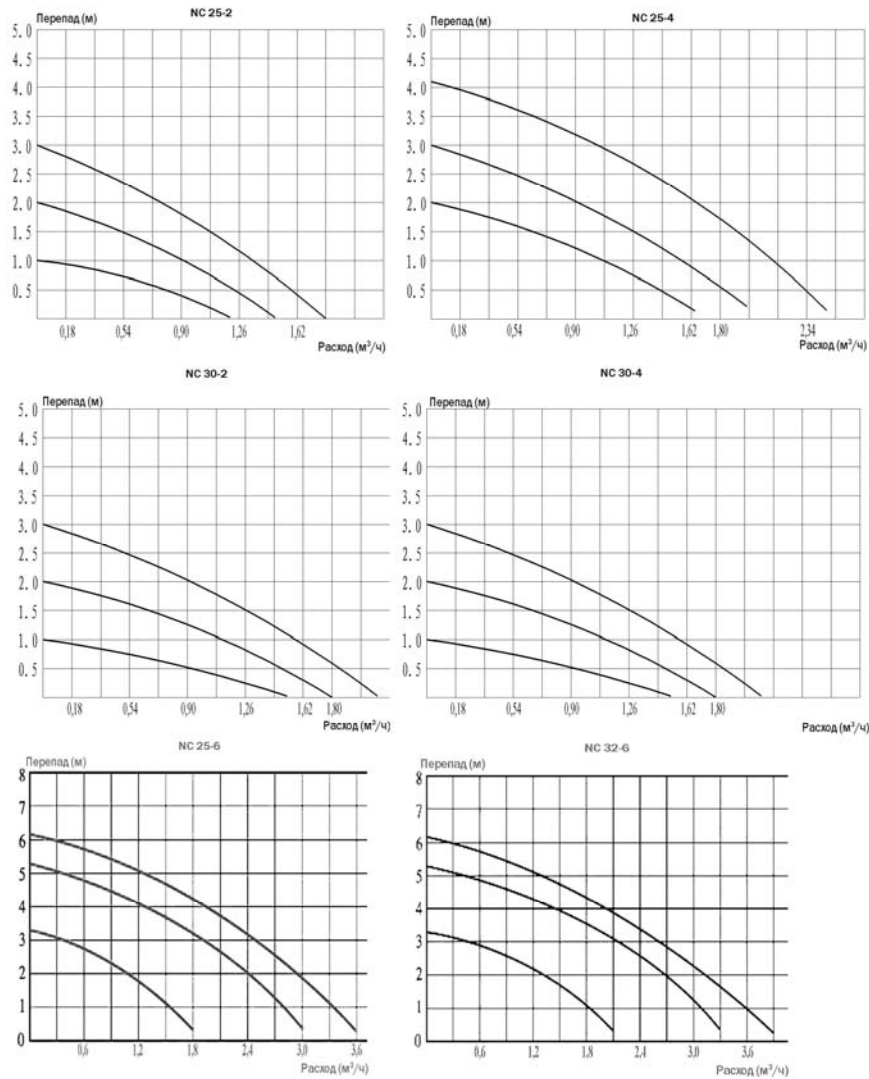 NC 25-2
Перепад (м)
5. 0
4. 5
4. 0
3. 5
3. 0
2. 5
2. 0
1. 5
1. 0
0. 5
0,18 0,54 0,90 1,26 1,62
Расход (м³/ч)
NC 25-4
Перепад (м)
5. 0
4. 5
4. 0
3. 5
3. 0
2. 5
2. 0
1. 5
1. 0
0. 5
0,18 0,54 0,90 1,26 1,62 1,80 2,34
Расход (м³/ч)
NC 30-2
Перепад (м)
5. 0
4. 5
4. 0
3. 5
3. 0
2. 5
2. 0
1. 5
1. 0
0. 5
0,18 0,54 0,90 1,26 1,62 1,80
Расход (м³/ч)
NC 30-4
Перепад (м)
5. 0
4. 5
4. 0
3. 5
3. 0
2. 5
2. 0
1. 5
1. 0
0. 5
0,18 0,54 0,90 1,26 1,62 1,80
Расход (м³/ч)
NC 25-6
Перепад (м)
8
7
6
5
4
3
2
1
0
0,6 1,2 1,8 2,4 3,0 3,6
Расход (м³/ч)
NC 32-6
Перепад (м)
8
7
6
5
4
3
2
1
0
0,6 1,2 1,8 2,4 3,0 3,6
Расход (м³/ч)